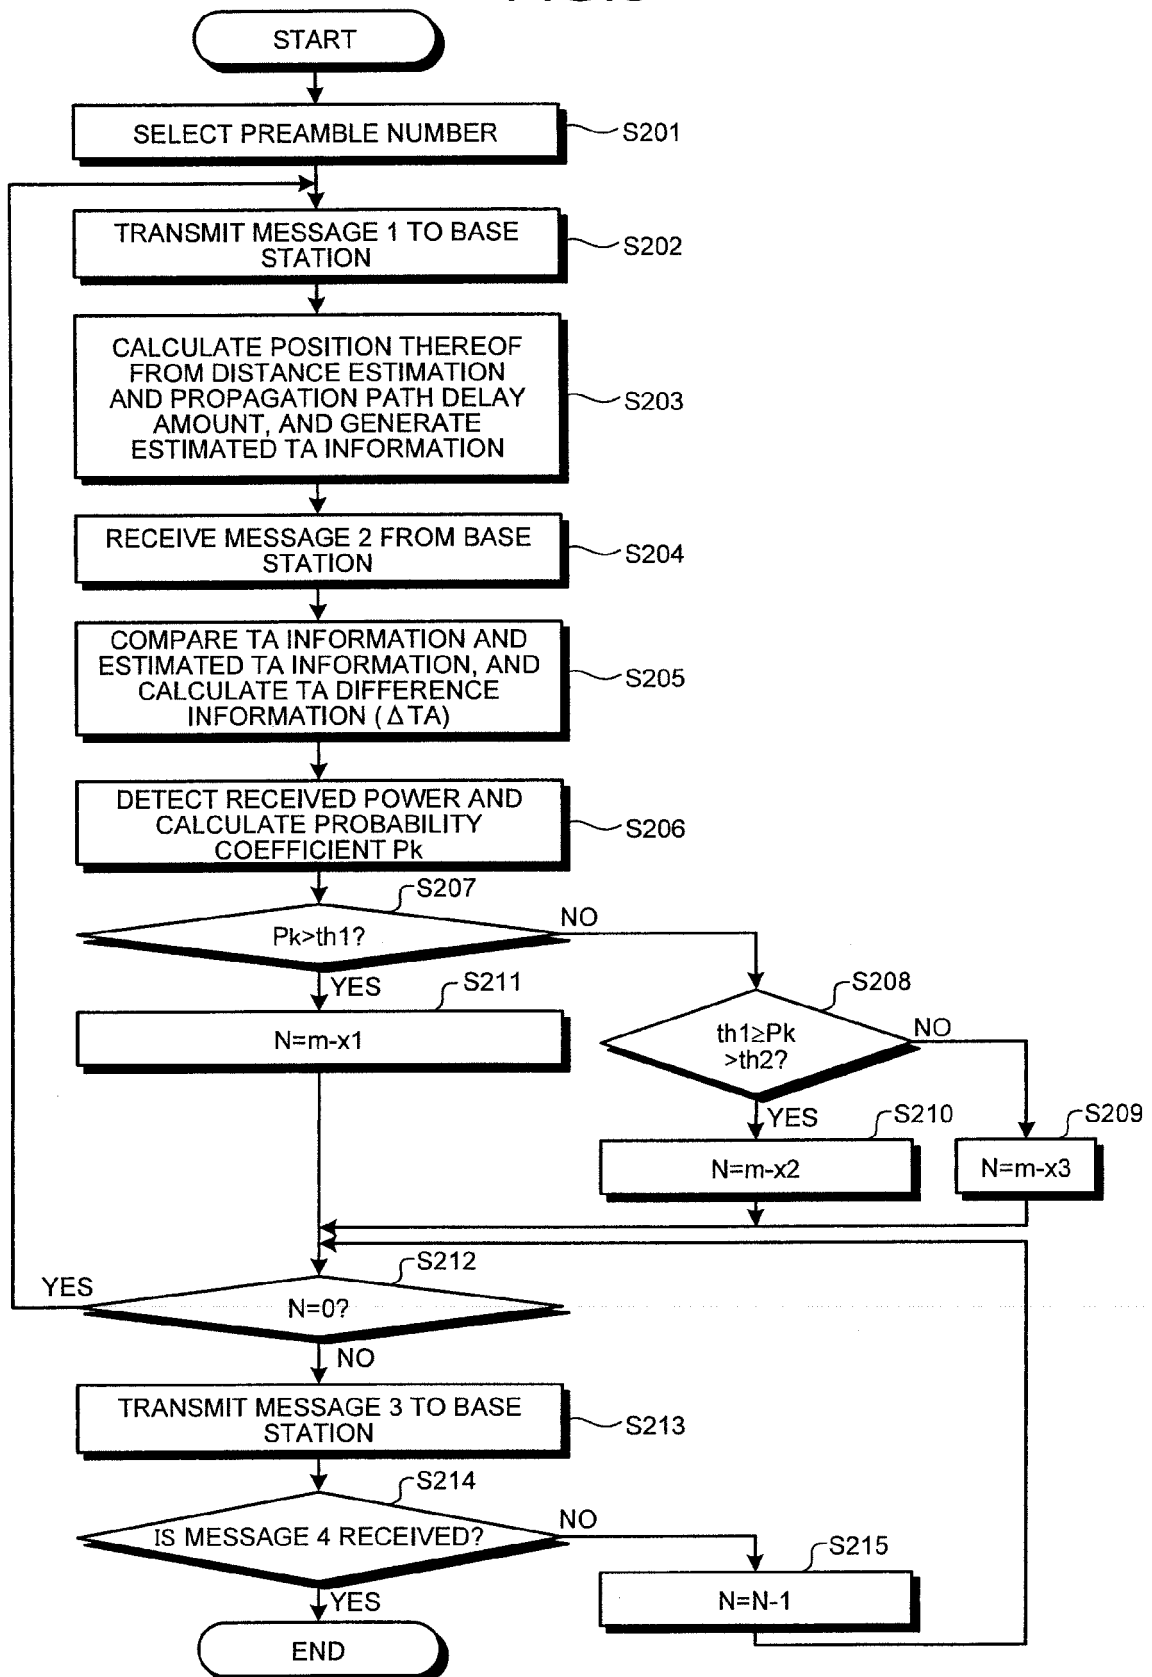 START
SELECT PREAMBLE NUMBER
S201
TRANSMIT MESSAGE 1 TO BASE
STATION
S202
CALCULATE POSITION THEREOF
FROM DISTANCE ESTIMATION
AND PROPAGATION PATH DELAY
AMOUNT, AND GENERATE
ESTIMATED TA INFORMATION
S203
RECEIVE MESSAGE 2 FROM BASE
STATION
S204
COMPARE TA INFORMATION AND
ESTIMATED TA INFORMATION, AND
CALCULATE TA DIFFERENCE
INFORMATION (ΔTA)
S205
DETECT RECEIVED POWER AND
CALCULATE PROBABILITY
COEFFICIENT Pk
S206
S207
Pk>th1?
NO
YES
S211
N=m-x1
S208
th1≥Pk
>th2?
NO
YES
S210
N=m-x2
S209
N=m-x3
S212
YES
N=0?
NO
TRANSMIT MESSAGE 3 TO BASE
STATION
S213
S214
IS MESSAGE 4 RECEIVED?
NO
S215
N=N-1
YES
END